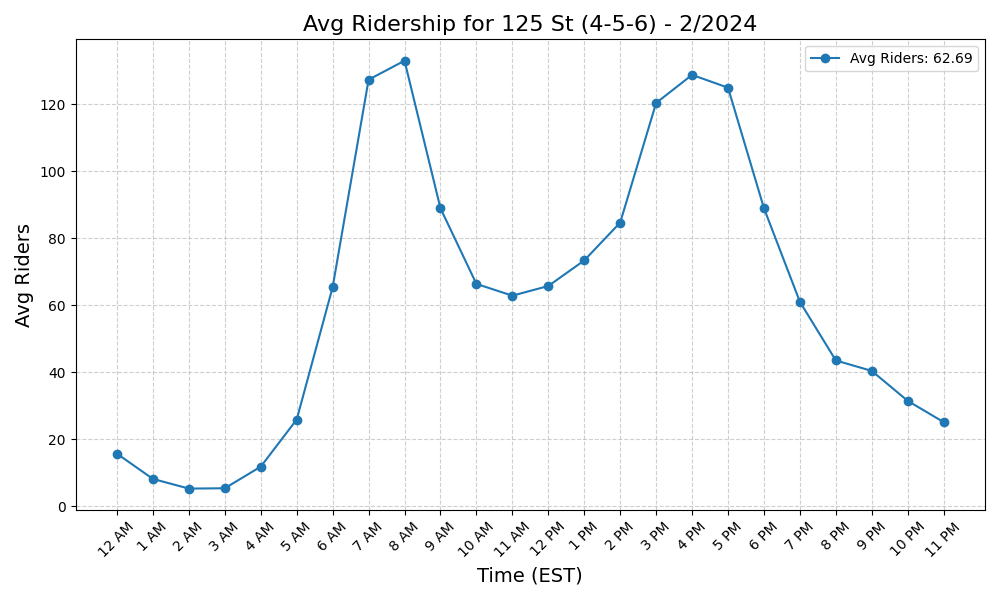 Avg Ridership for 125 St (4-5-6) - 2/2024
Avg Riders: 62.69
Avg Riders
120
100
80
60
40
20
0
12 AM
1 AM
2 AM
3 AM
4 AM
5 AM
6 AM
7 AM
8 AM
9 AM
10 AM
11 AM
12 PM
1 PM
2 PM
3 PM
4 PM
5 PM
6 PM
7 PM
8 PM
9 PM
10 PM
11 PM
Time (EST)